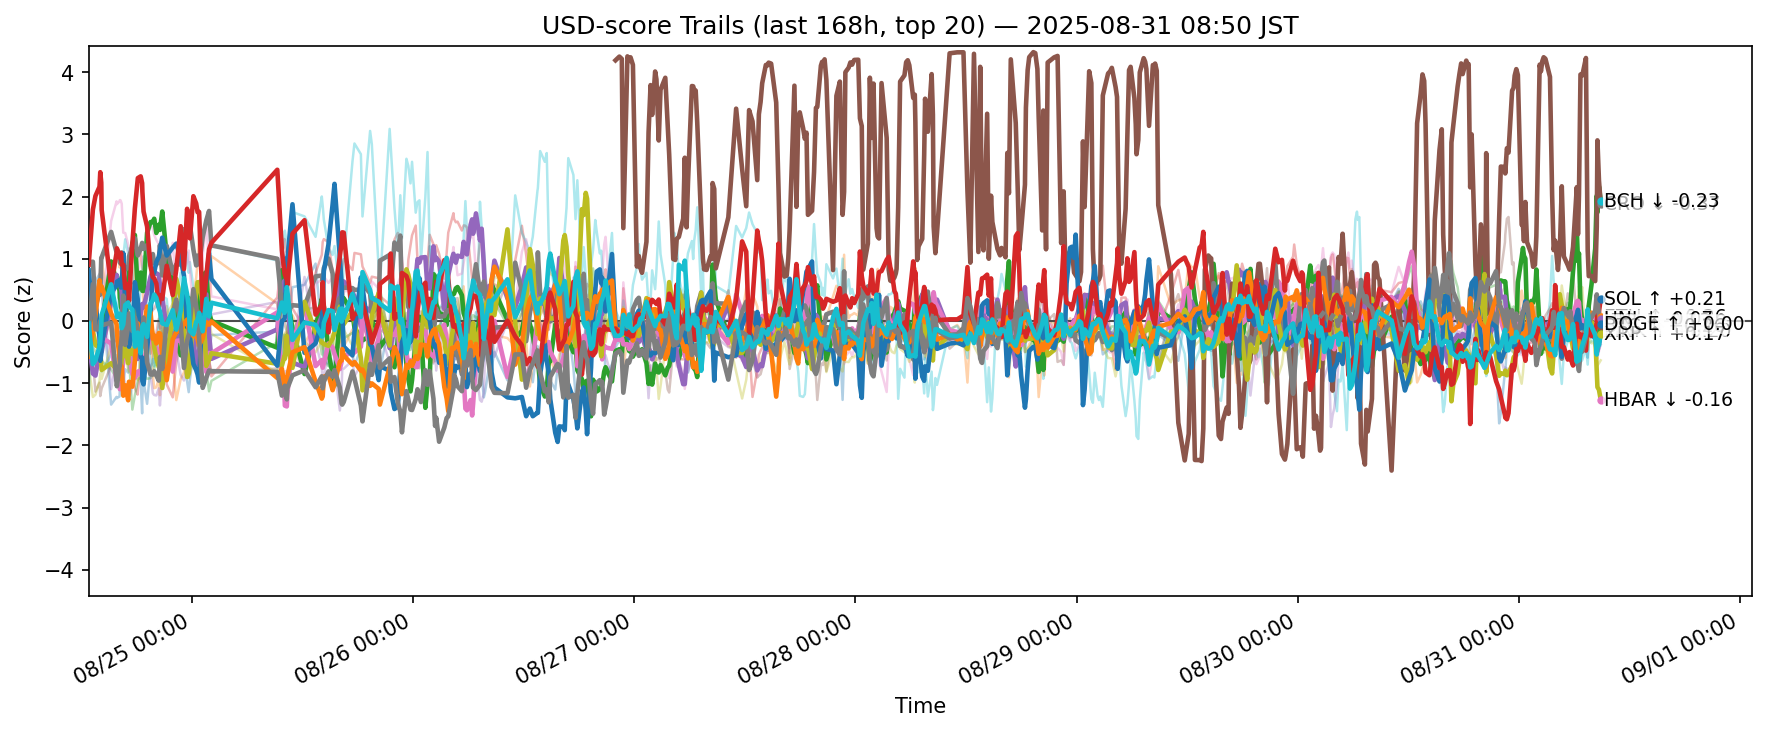 USD-score Trails (last 168h, top 20) — 2025-08-31 08:50 JST
Score (z)
4
3
2
1
0
−1
−2
−3
−4
BCH ↓ -0.23
SOL ↑ +0.21
DOGE ↑ +0.00
XRP ↑ +0.17
HBAR ↓ -0.16
08/25 00:00
08/26 00:00
08/27 00:00
08/28 00:00
08/29 00:00
08/30 00:00
08/31 00:00
09/01 00:00
Time